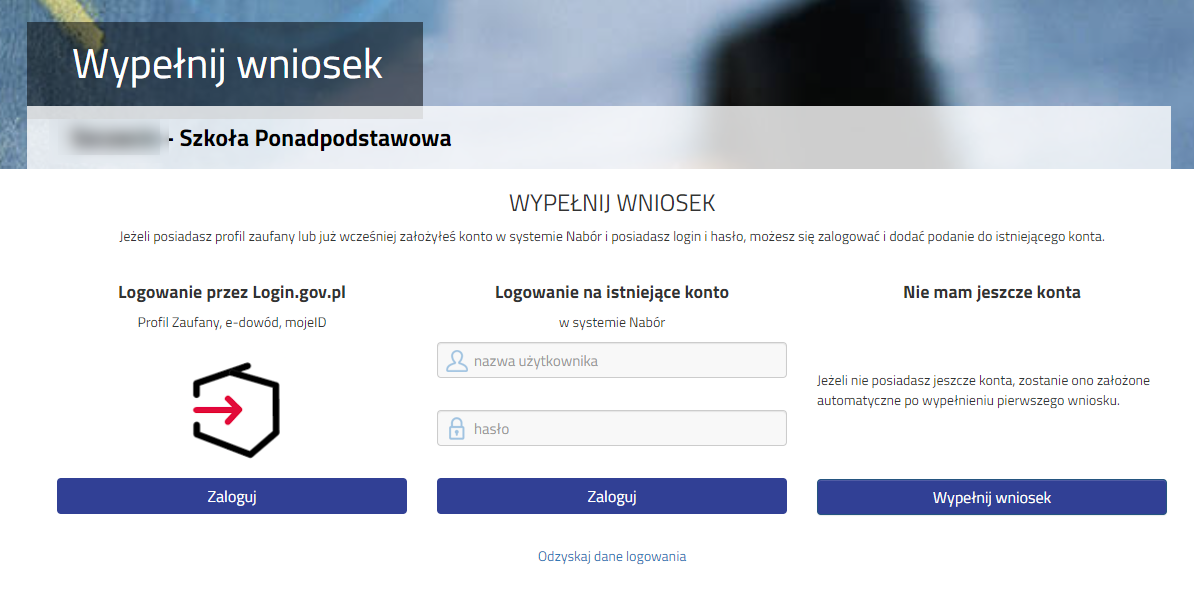 Wypełnij wniosek
- Szkoła Ponadpodstawowa
WYPEŁNIJ WNIOSEK
Jeżeli posiadasz profil zaufany lub już wcześniej założyłeś konto w systemie Nabór i posiadasz login i hasło, możesz się zalogować i dodać podanie do istniejącego konta.
Logowanie przez Login.gov.pl
Profil Zaufany, e-dowód, mojeID
Zaloguj
Logowanie na istniejące konto
w systemie Nabór
nazwa użytkownika
hasło
Zaloguj
Nie mam jeszcze konta
Jeżeli nie posiadasz jeszcze konta, zostanie ono założone
automatyczne po wypełnieniu pierwszego wniosku.
Wypełnij wniosek
Odzyskaj dane logowania